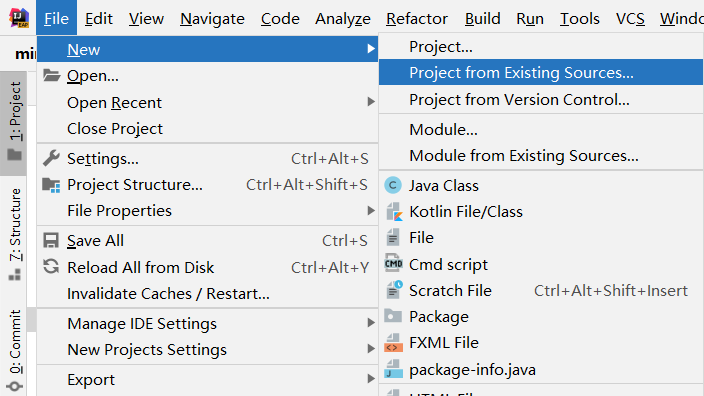 File Edit View Navigate Code Analyze Refactor Build Run Tools VCS Windo
min
1: Project
7: Structure
0: Commit
New
Open...
Open Recent
Close Project
Settings... Ctrl+Alt+S
Project Structure... Ctrl+Alt+Shift+S
File Properties
Save All Ctrl+S
Reload All from Disk Ctrl+Alt+Y
Invalidate Caches / Restart...
Manage IDE Settings
New Projects Settings
Export
Project...
Project from Existing Sources...
Project from Version Control...
Module...
Module from Existing Sources...
Java Class
Kotlin File/Class
File
Cmd script
Scratch File Ctrl+Alt+Shift+Insert
Package
FXML File
package-info.java